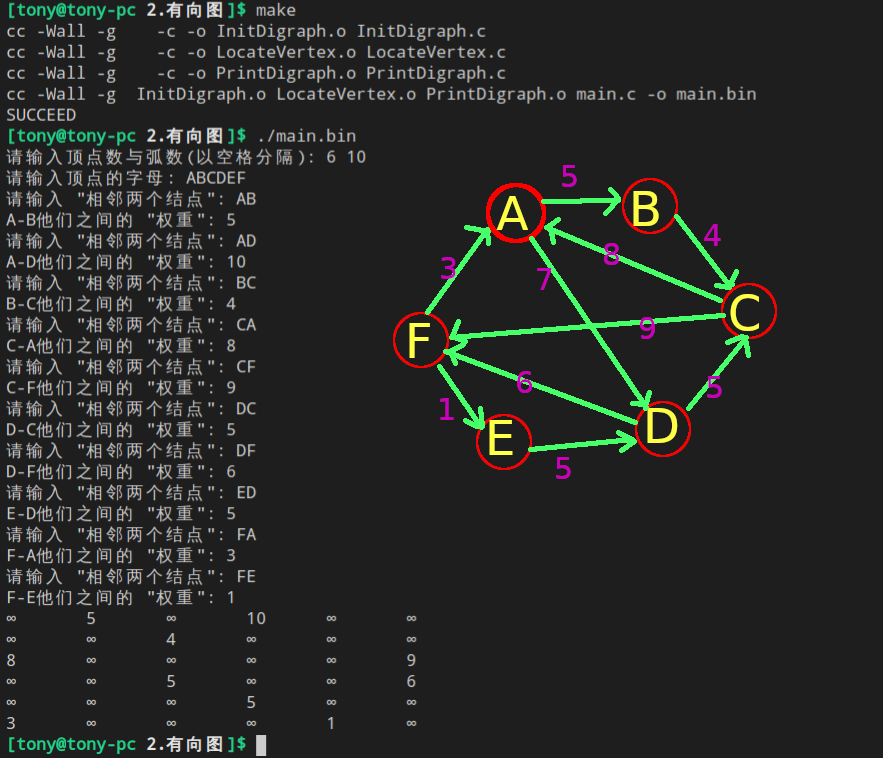 [tony@tony-pc 2.有向图]$ make
cc -Wall -g    -c -o InitDigraph.o InitDigraph.c
cc -Wall -g    -c -o LocateVertex.o LocateVertex.c
cc -Wall -g    -c -o PrintDigraph.o PrintDigraph.c
cc -Wall -g  InitDigraph.o LocateVertex.o PrintDigraph.o main.c -o main.bin
SUCCEED
[tony@tony-pc 2.有向图]$ ./main.bin
请输入顶点数与弧数(以空格分隔): 6 10
请输入顶点的字母: ABCDEF
请输入 "相邻两个结点": AB
A-B他们之间的 "权重": 5
请输入 "相邻两个结点": AD
A-D他们之间的 "权重": 10
请输入 "相邻两个结点": BC
B-C他们之间的 "权重": 4
请输入 "相邻两个结点": CA
C-A他们之间的 "权重": 8
请输入 "相邻两个结点": CF
C-F他们之间的 "权重": 9
请输入 "相邻两个结点": DC
D-C他们之间的 "权重": 5
请输入 "相邻两个结点": DF
D-F他们之间的 "权重": 6
请输入 "相邻两个结点": ED
E-D他们之间的 "权重": 5
请输入 "相邻两个结点": FA
F-A他们之间的 "权重": 3
请输入 "相邻两个结点": FE
F-E他们之间的 "权重": 1
∞ 5 ∞ 10 ∞ ∞
∞ ∞ 4 ∞ ∞ ∞
8 ∞ ∞ ∞ ∞ 9
∞ ∞ 5 ∞ ∞ 6
∞ ∞ ∞ 5 ∞ ∞
3 ∞ ∞ ∞ 1 ∞
[tony@tony-pc 2.有向图]$
5
A B
4
8
3 7
C
9
F
6 5
1
E D
5